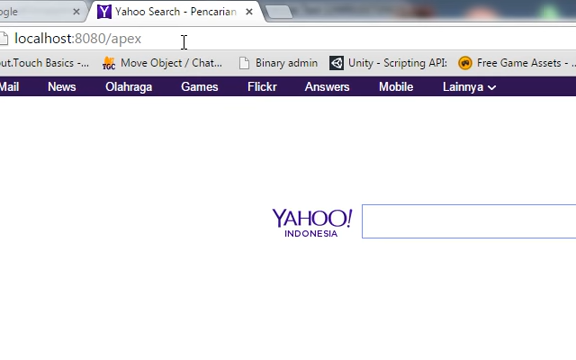 ogle
Yahoo Search - Pencarian
localhost:8080/apex
out.Touch Basics -... Move Object / Chat... Binary admin Unity - Scripting API: Free Game Assets - ...
Mail News Olahraga Games Flickr Answers Mobile Lainnya
YAHOO!
INDONESIA